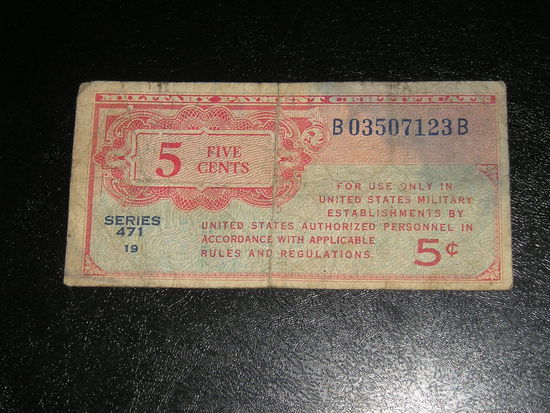 MILITARY PAYMENT CERTIFICATE
B03507123B
5 FIVE
CENTS
FOR USE ONLY IN
UNITED STATES MILITARY
ESTABLISHMENTS BY
UNITED STATES AUTHORIZED PERSONNEL IN
ACCORDANCE WITH APPLICABLE
RULES AND REGULATIONS.
SERIES
471
19
5¢